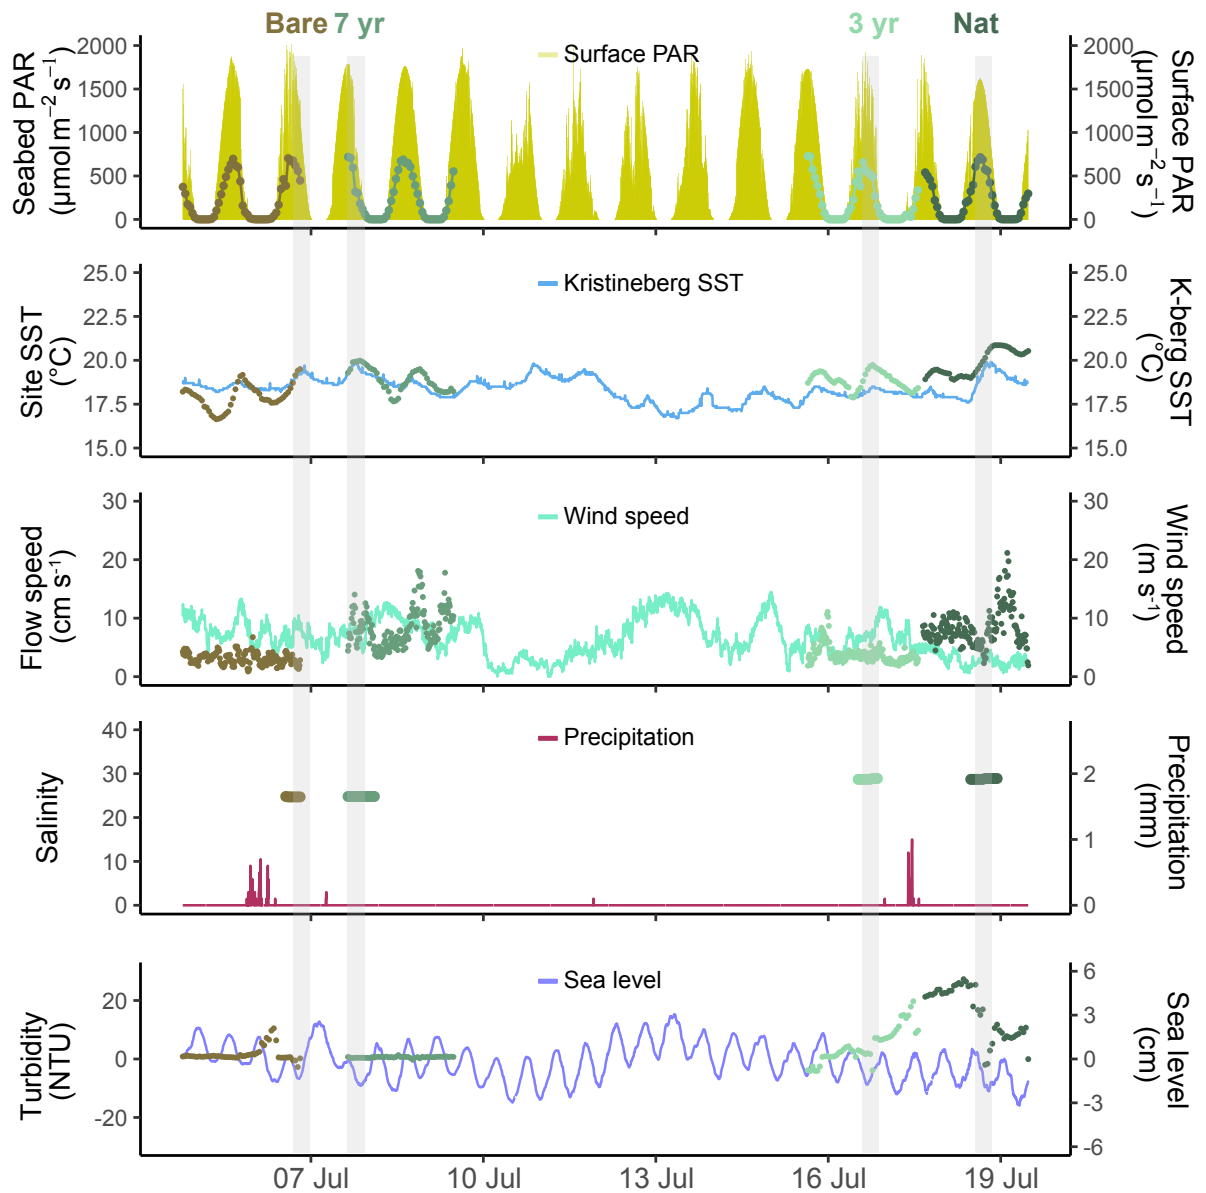 Bare 7 yr 3 yr Nat
Seabed PAR
(μmol m−2 s−1)
2000
1500
1000
500
0
Surface PAR
2000
1500
1000
500
0
Surface PAR
(μmol m−2 s−1)
Site SST
(°C)
25.0
22.5
20.0
17.5
15.0
Kristineberg SST
25.0
22.5
20.0
17.5
15.0
K-berg SST
(°C)
Flow speed
(cm s-1)
30
20
10
0
Wind speed
30
20
10
0
Wind speed
(m s-1)
Salinity
40
30
20
10
0
Precipitation
2
1
0
Precipitation
(mm)
Turbidity
(NTU)
20
0
-20
Sea level
6
3
0
-3
-6
Sea level
(cm)
07 Jul 10 Jul 13 Jul 16 Jul 19 Jul